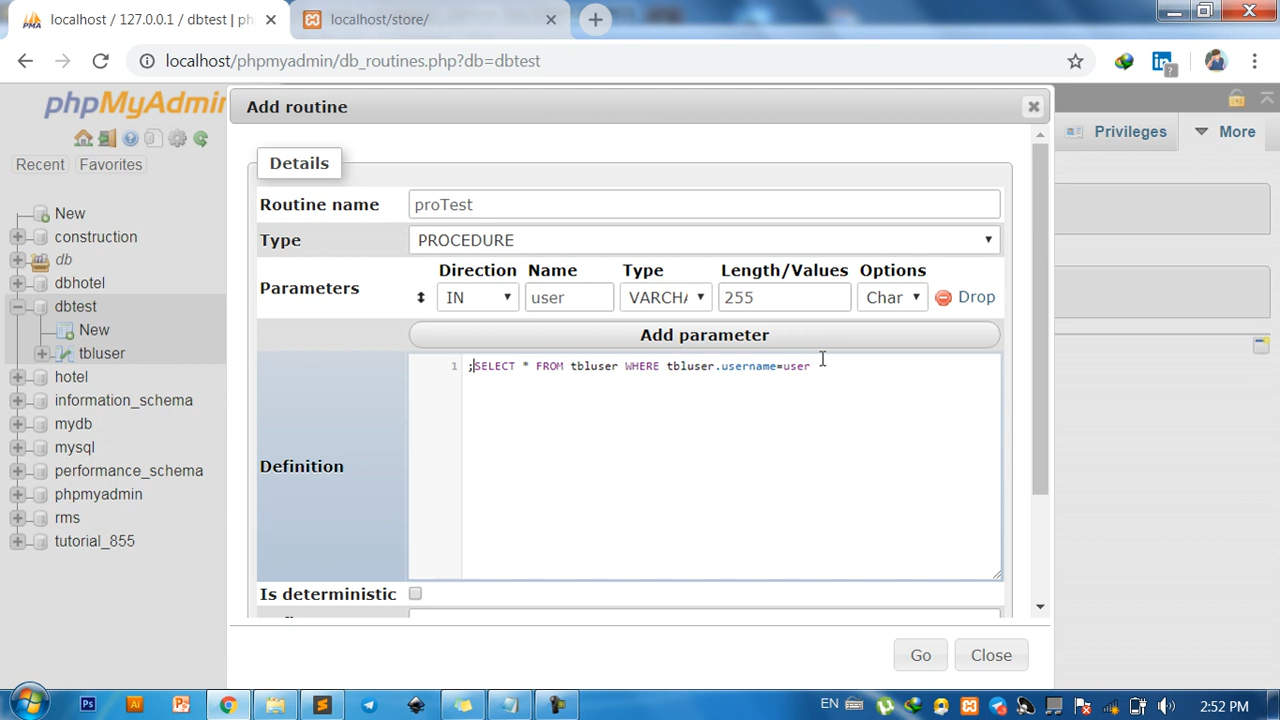 localhost / 127.0.0.1 / dbtest | ph
localhost/store/
localhost/phpmyadmin/db_routines.php?db=dbtest
phpMyAdmin
Recent
Favorites
New
construction
db
dbhotel
dbtest
New
tbluser
hotel
information_schema
mydb
mysql
performance_schema
phpmyadmin
rms
tutorial_855
Privileges
More
Add routine
Details
Routine name
proTest
Type
PROCEDURE
Parameters
Direction
Name
Type
Length/Values
Options
IN
user
VARCHA
255
Char
Drop
Add parameter
Definition
1
;SELECT * FROM tbluser WHERE tbluser.username=user
Is deterministic
Go
Close
EN
2:52 PM